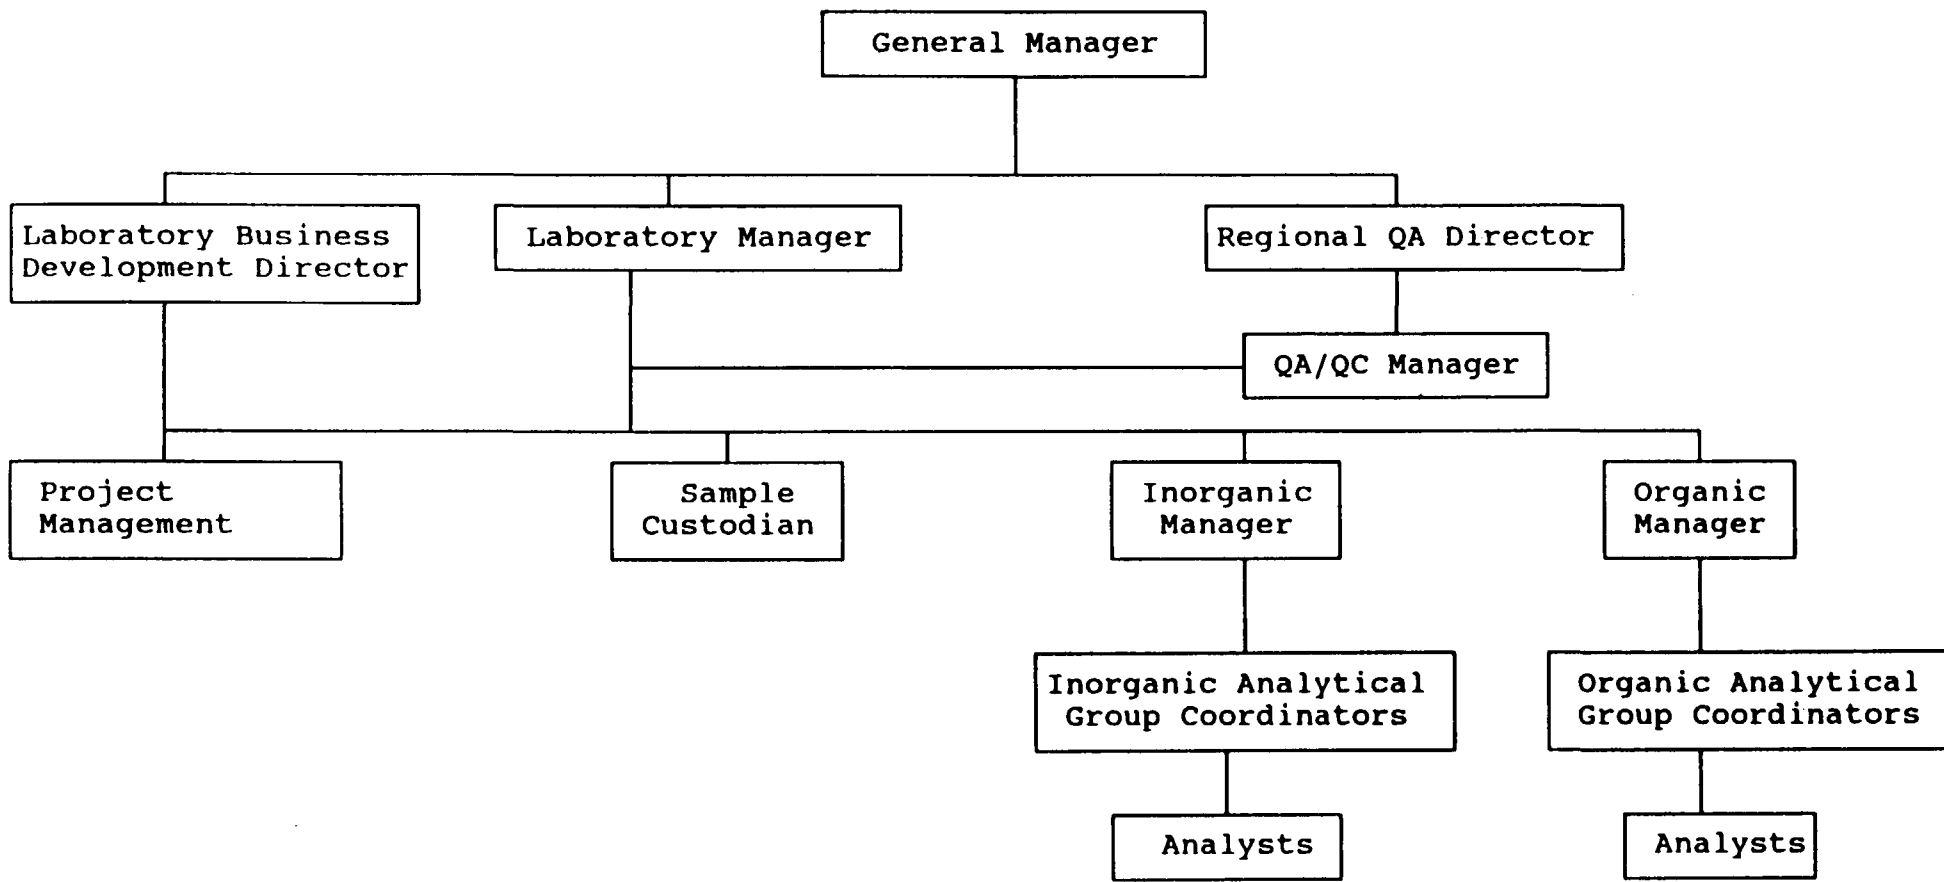 General Manager
Laboratory Business
Development Director
Laboratory Manager
Regional QA Director
QA/QC Manager
Project
Management
Sample
Custodian
Inorganic
Manager
Organic
Manager
Inorganic Analytical
Group Coordinators
Organic Analytical
Group Coordinators
Analysts
Analysts